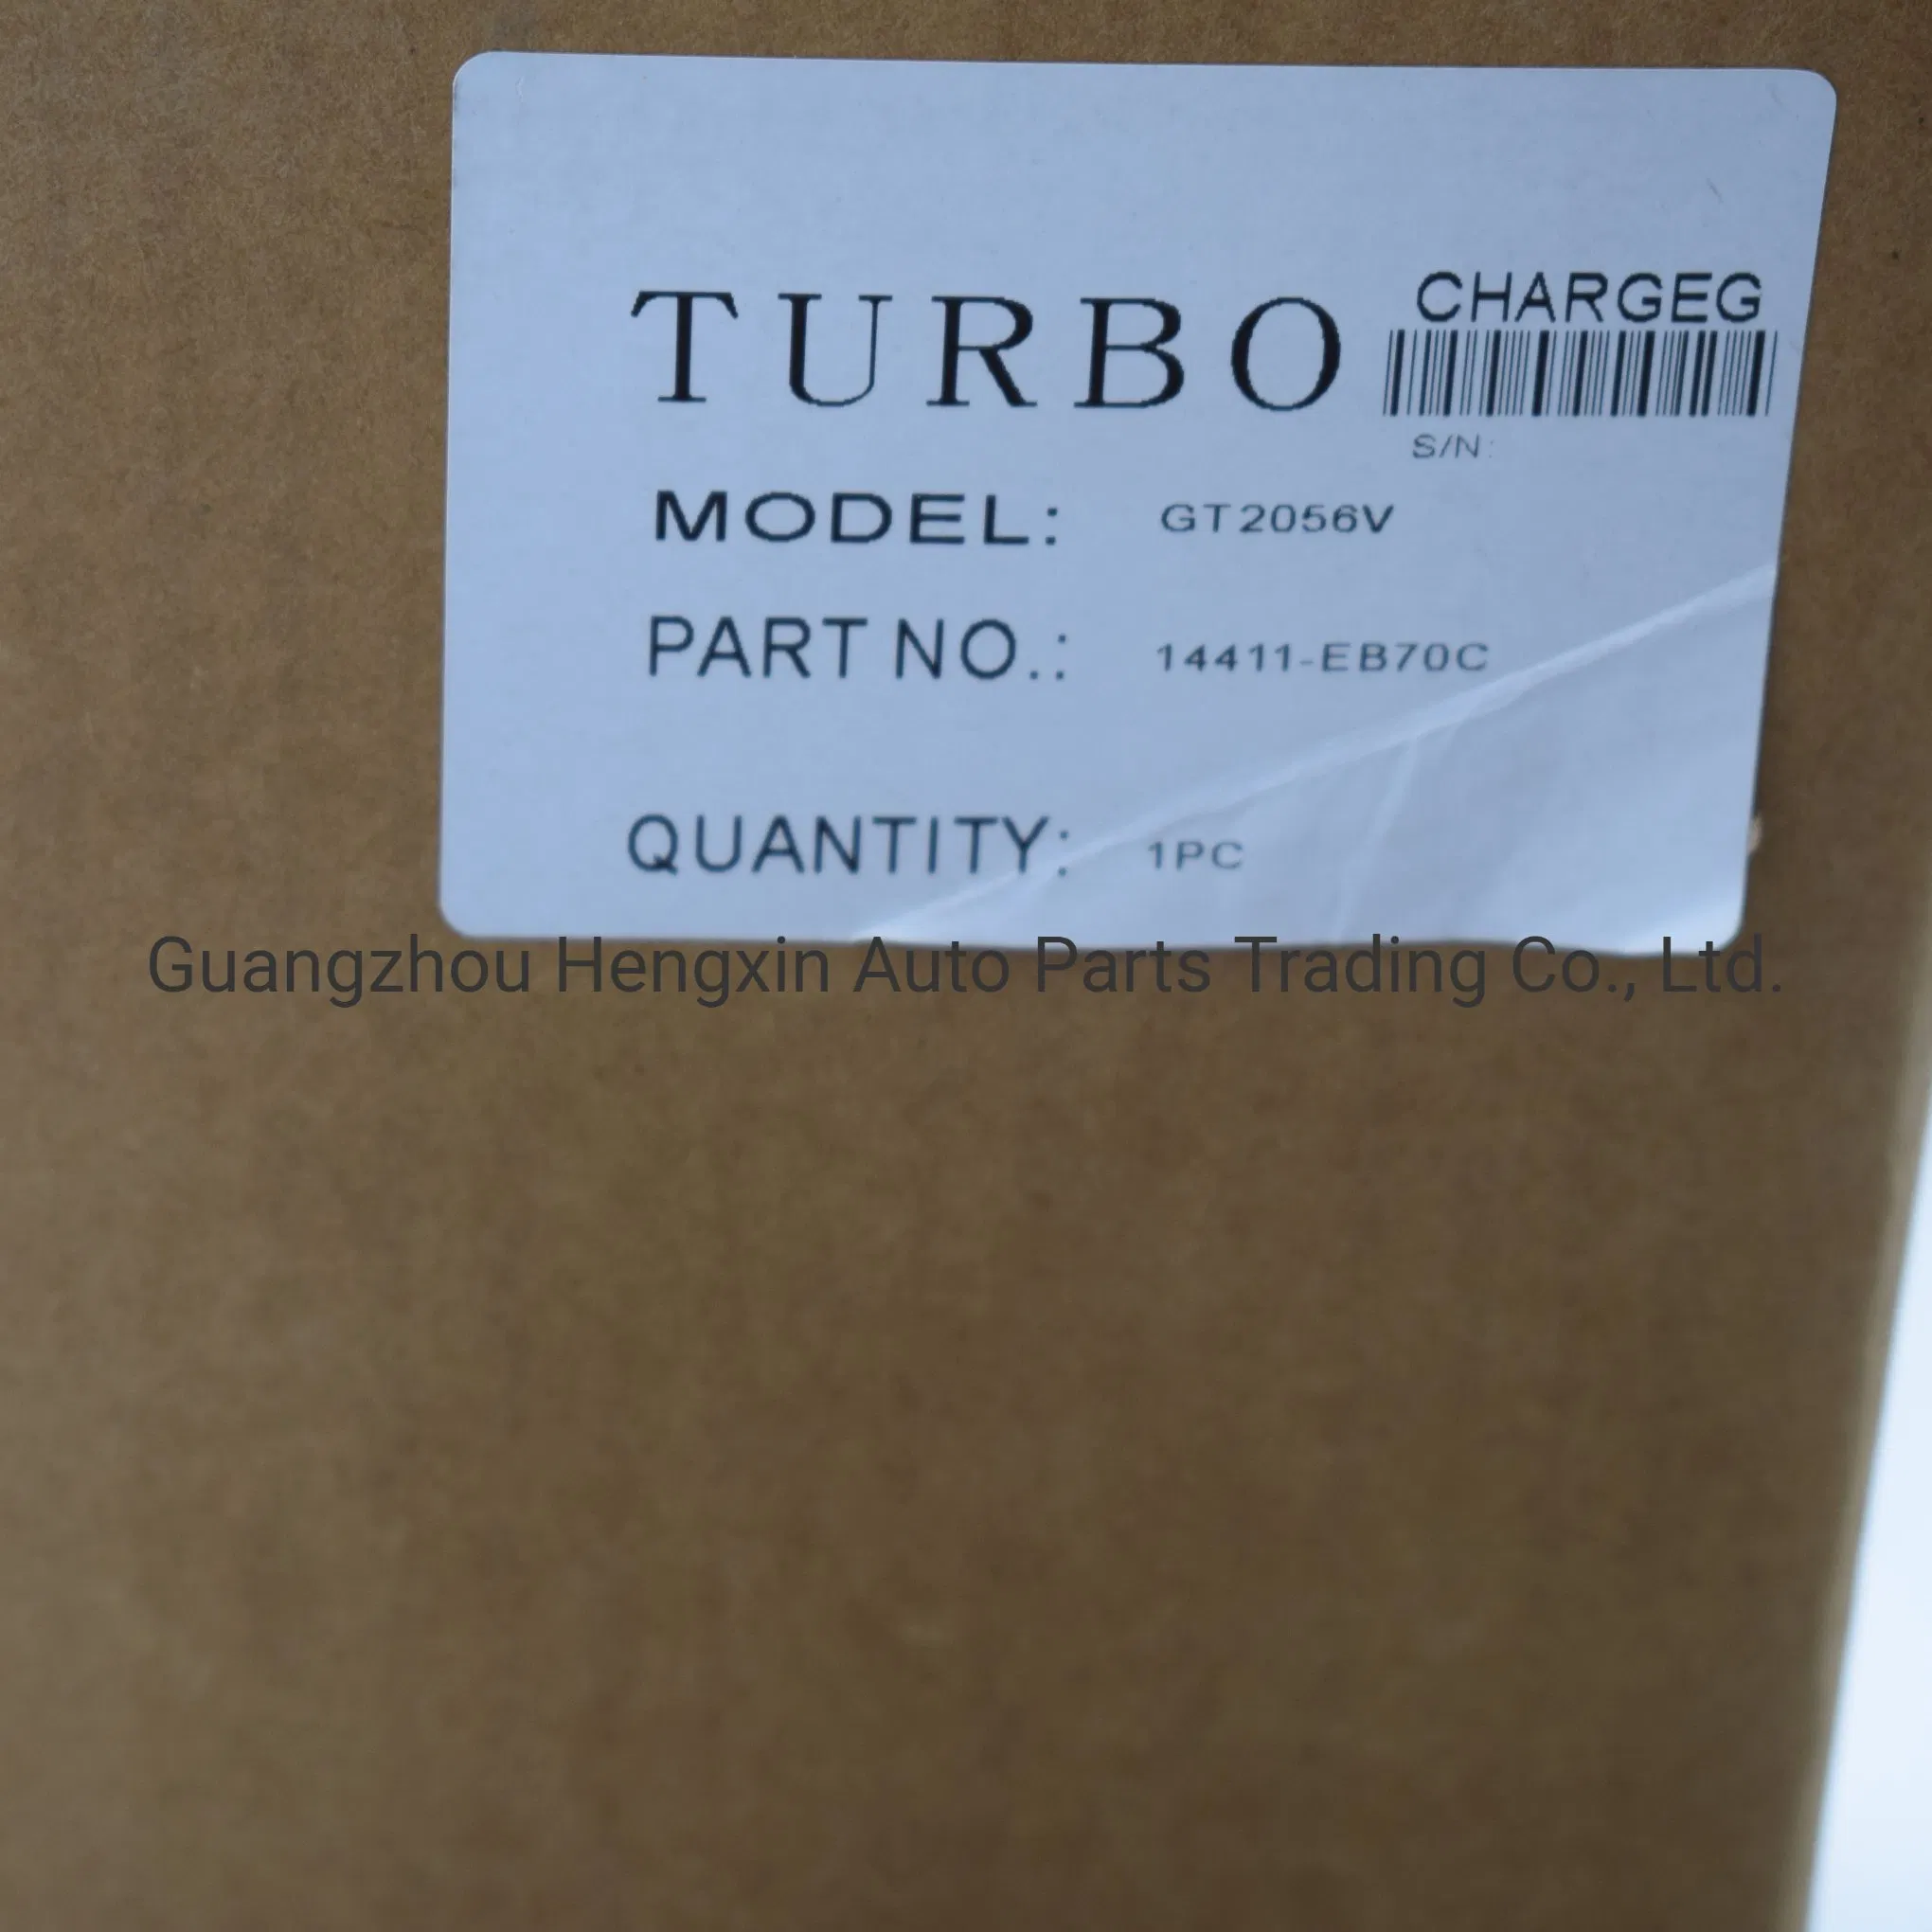 TURBO CHARGEG
S/N:
MODEL: GT2056V
PART NO.: 14411-EB70C
QUANTITY: 1PC
Guangzhou Hengxin Auto Parts Trading Co., Ltd.